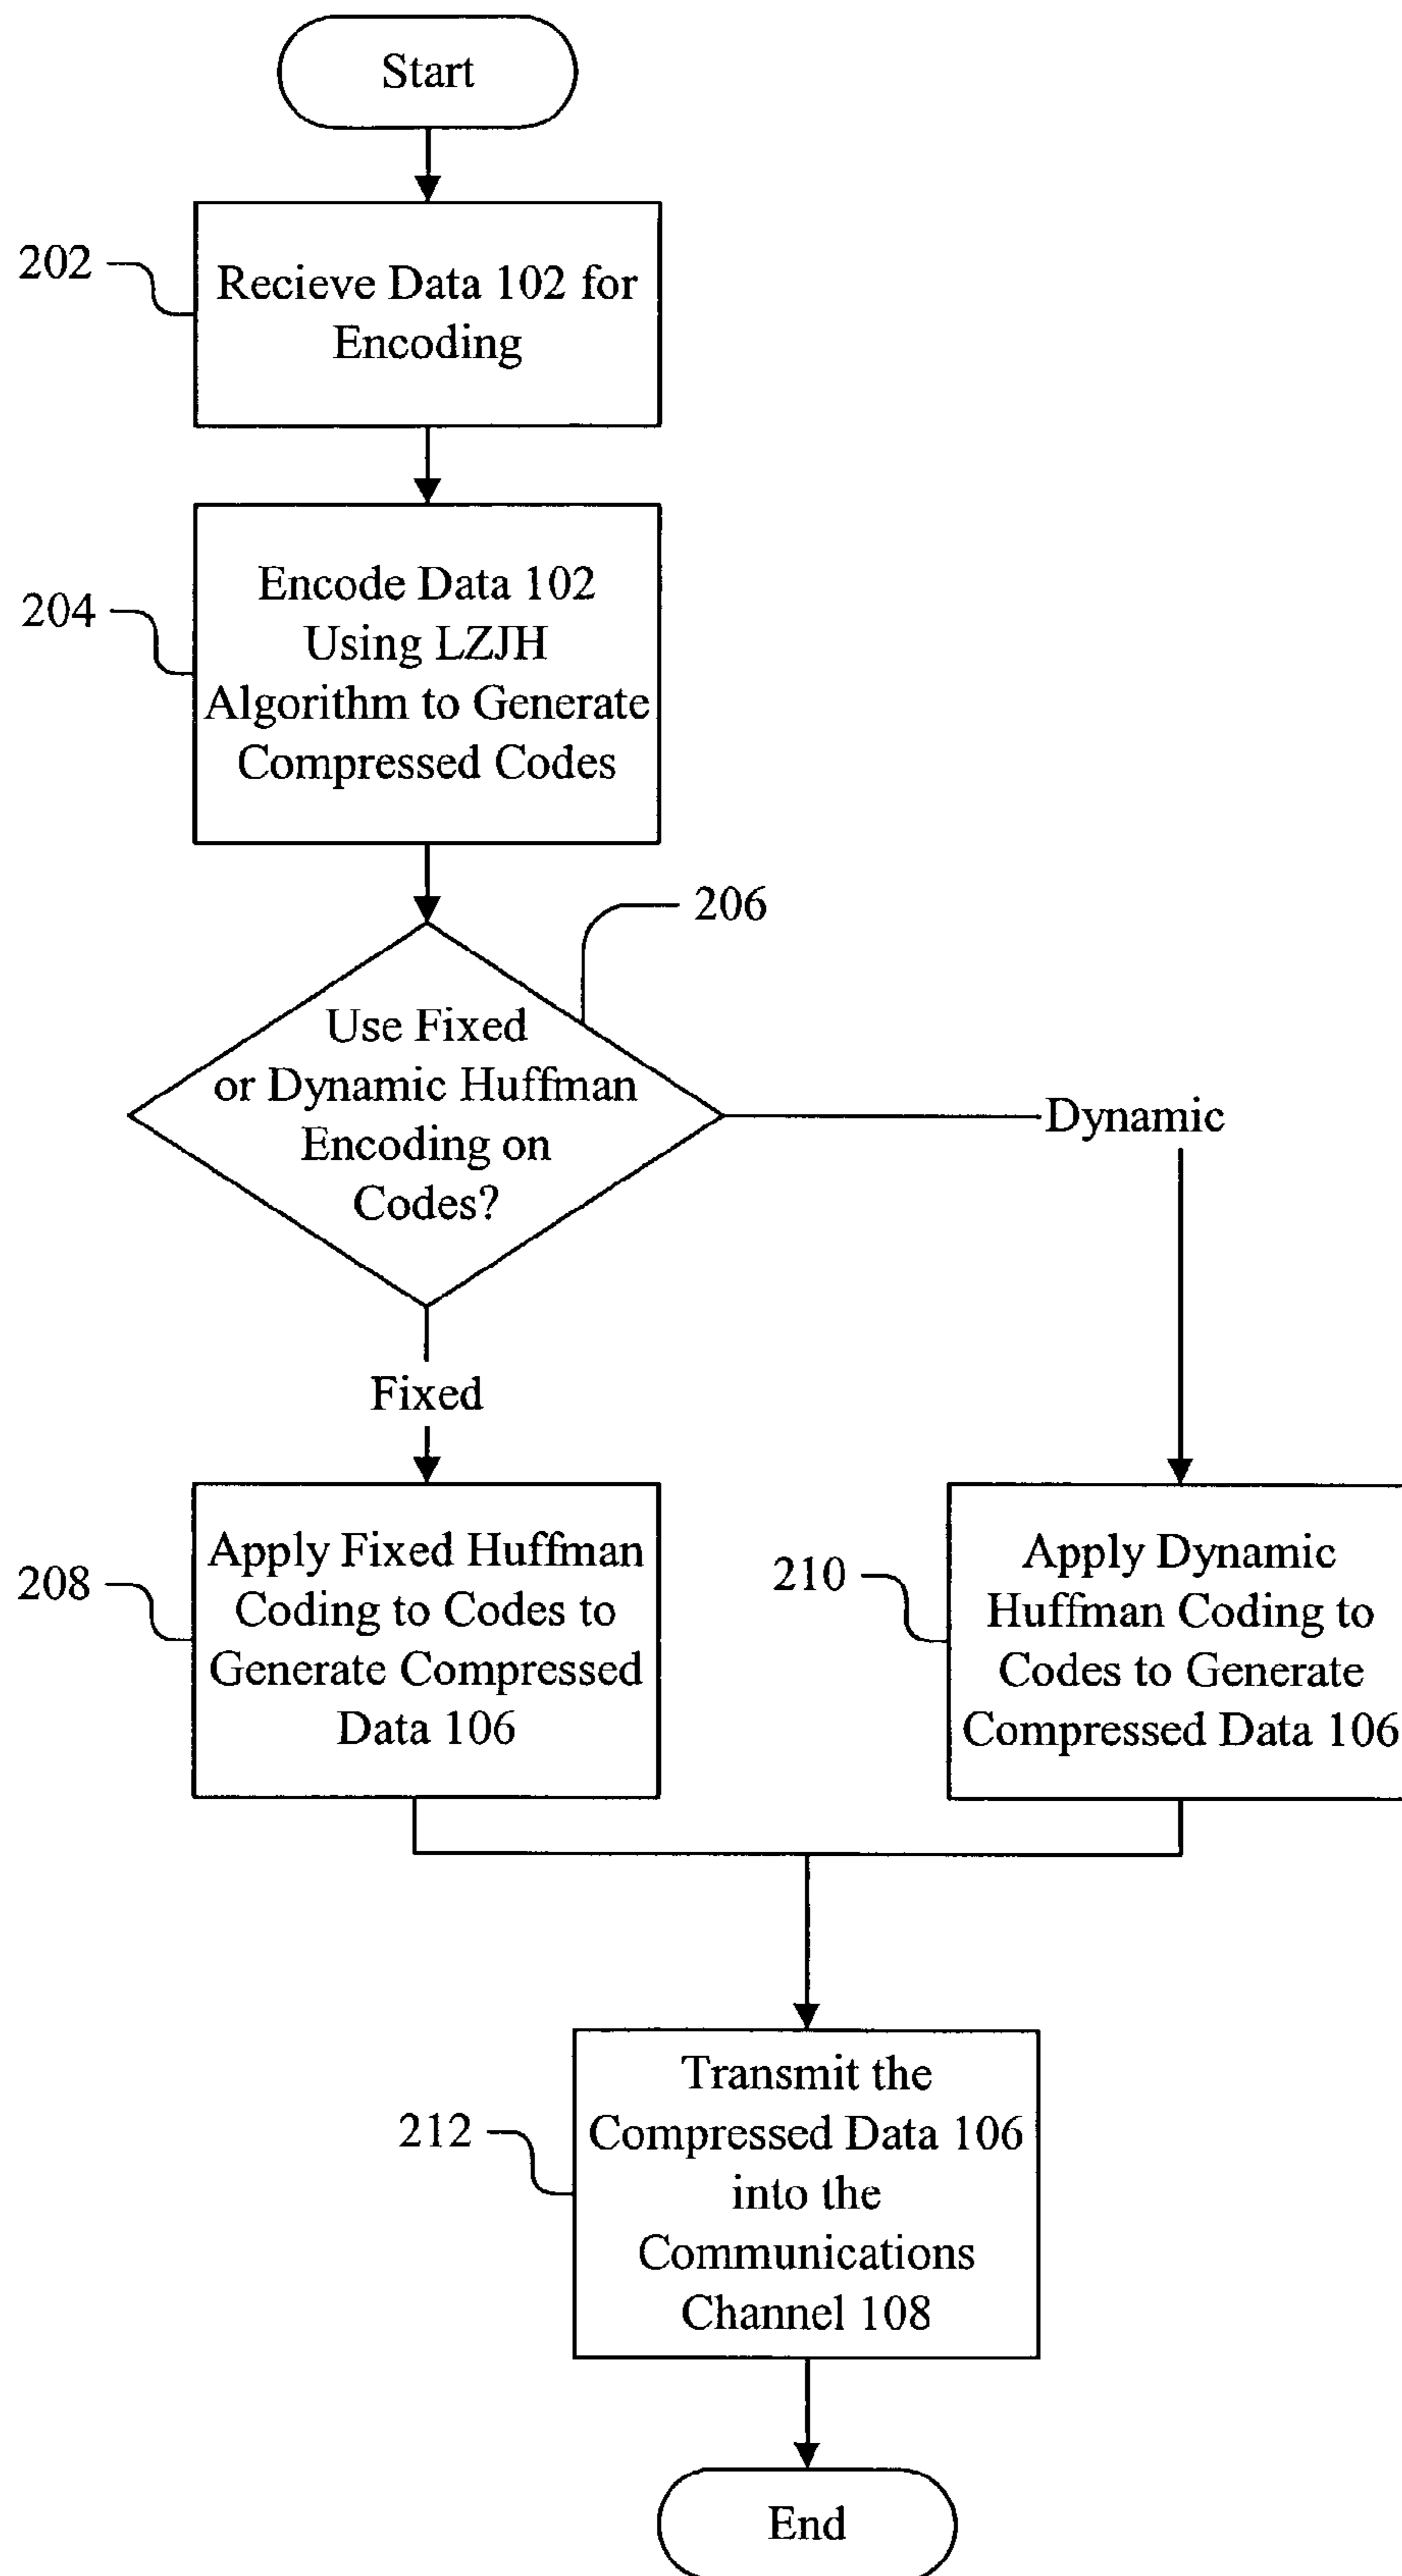 Start
202
Recieve Data 102 for
Encoding
204
Encode Data 102
Using LZJH
Algorithm to Generate
Compressed Codes
206
Use Fixed
or Dynamic Huffman
Encoding on
Codes?
Dynamic
Fixed
208
Apply Fixed Huffman
Coding to Codes to
Generate Compressed
Data 106
210
Apply Dynamic
Huffman Coding to
Codes to Generate
Compressed Data 106
212
Transmit the
Compressed Data 106
into the
Communications
Channel 108
End